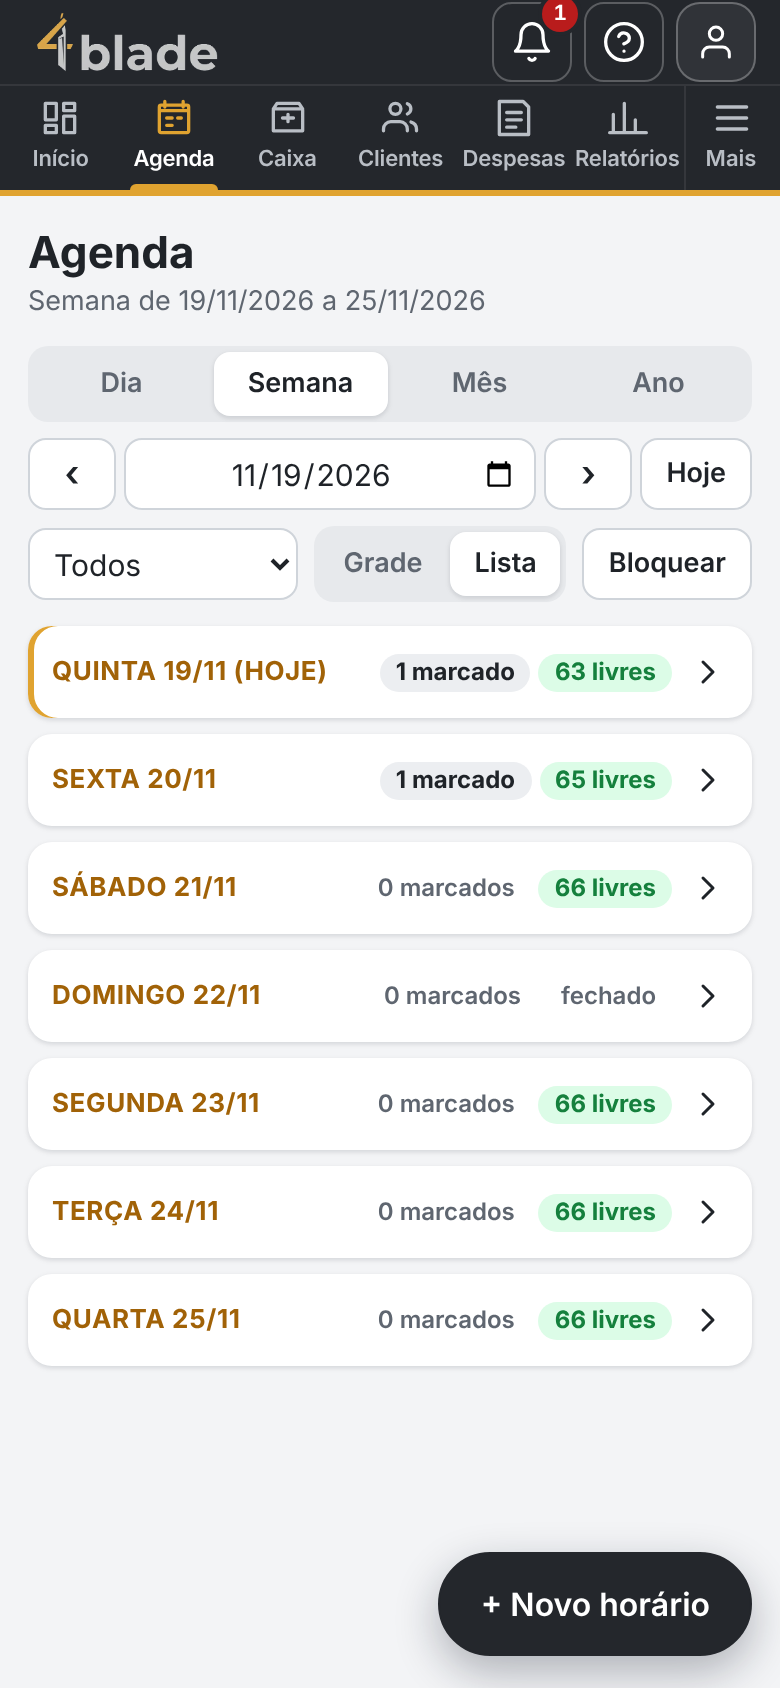 4blade
1
Início
Agenda
Caixa
Clientes
Despesas
Relatórios
Mais
Agenda
Semana de 19/11/2026 a 25/11/2026
Dia
Semana
Mês
Ano
‹
11/19/2026
›
Hoje
Todos
Grade
Lista
Bloquear
QUINTA 19/11 (HOJE) 1 marcado 63 livres
SEXTA 20/11 1 marcado 65 livres
SÁBADO 21/11 0 marcados 66 livres
DOMINGO 22/11 0 marcados fechado
SEGUNDA 23/11 0 marcados 66 livres
TERÇA 24/11 0 marcados 66 livres
QUARTA 25/11 0 marcados 66 livres
+ Novo horário